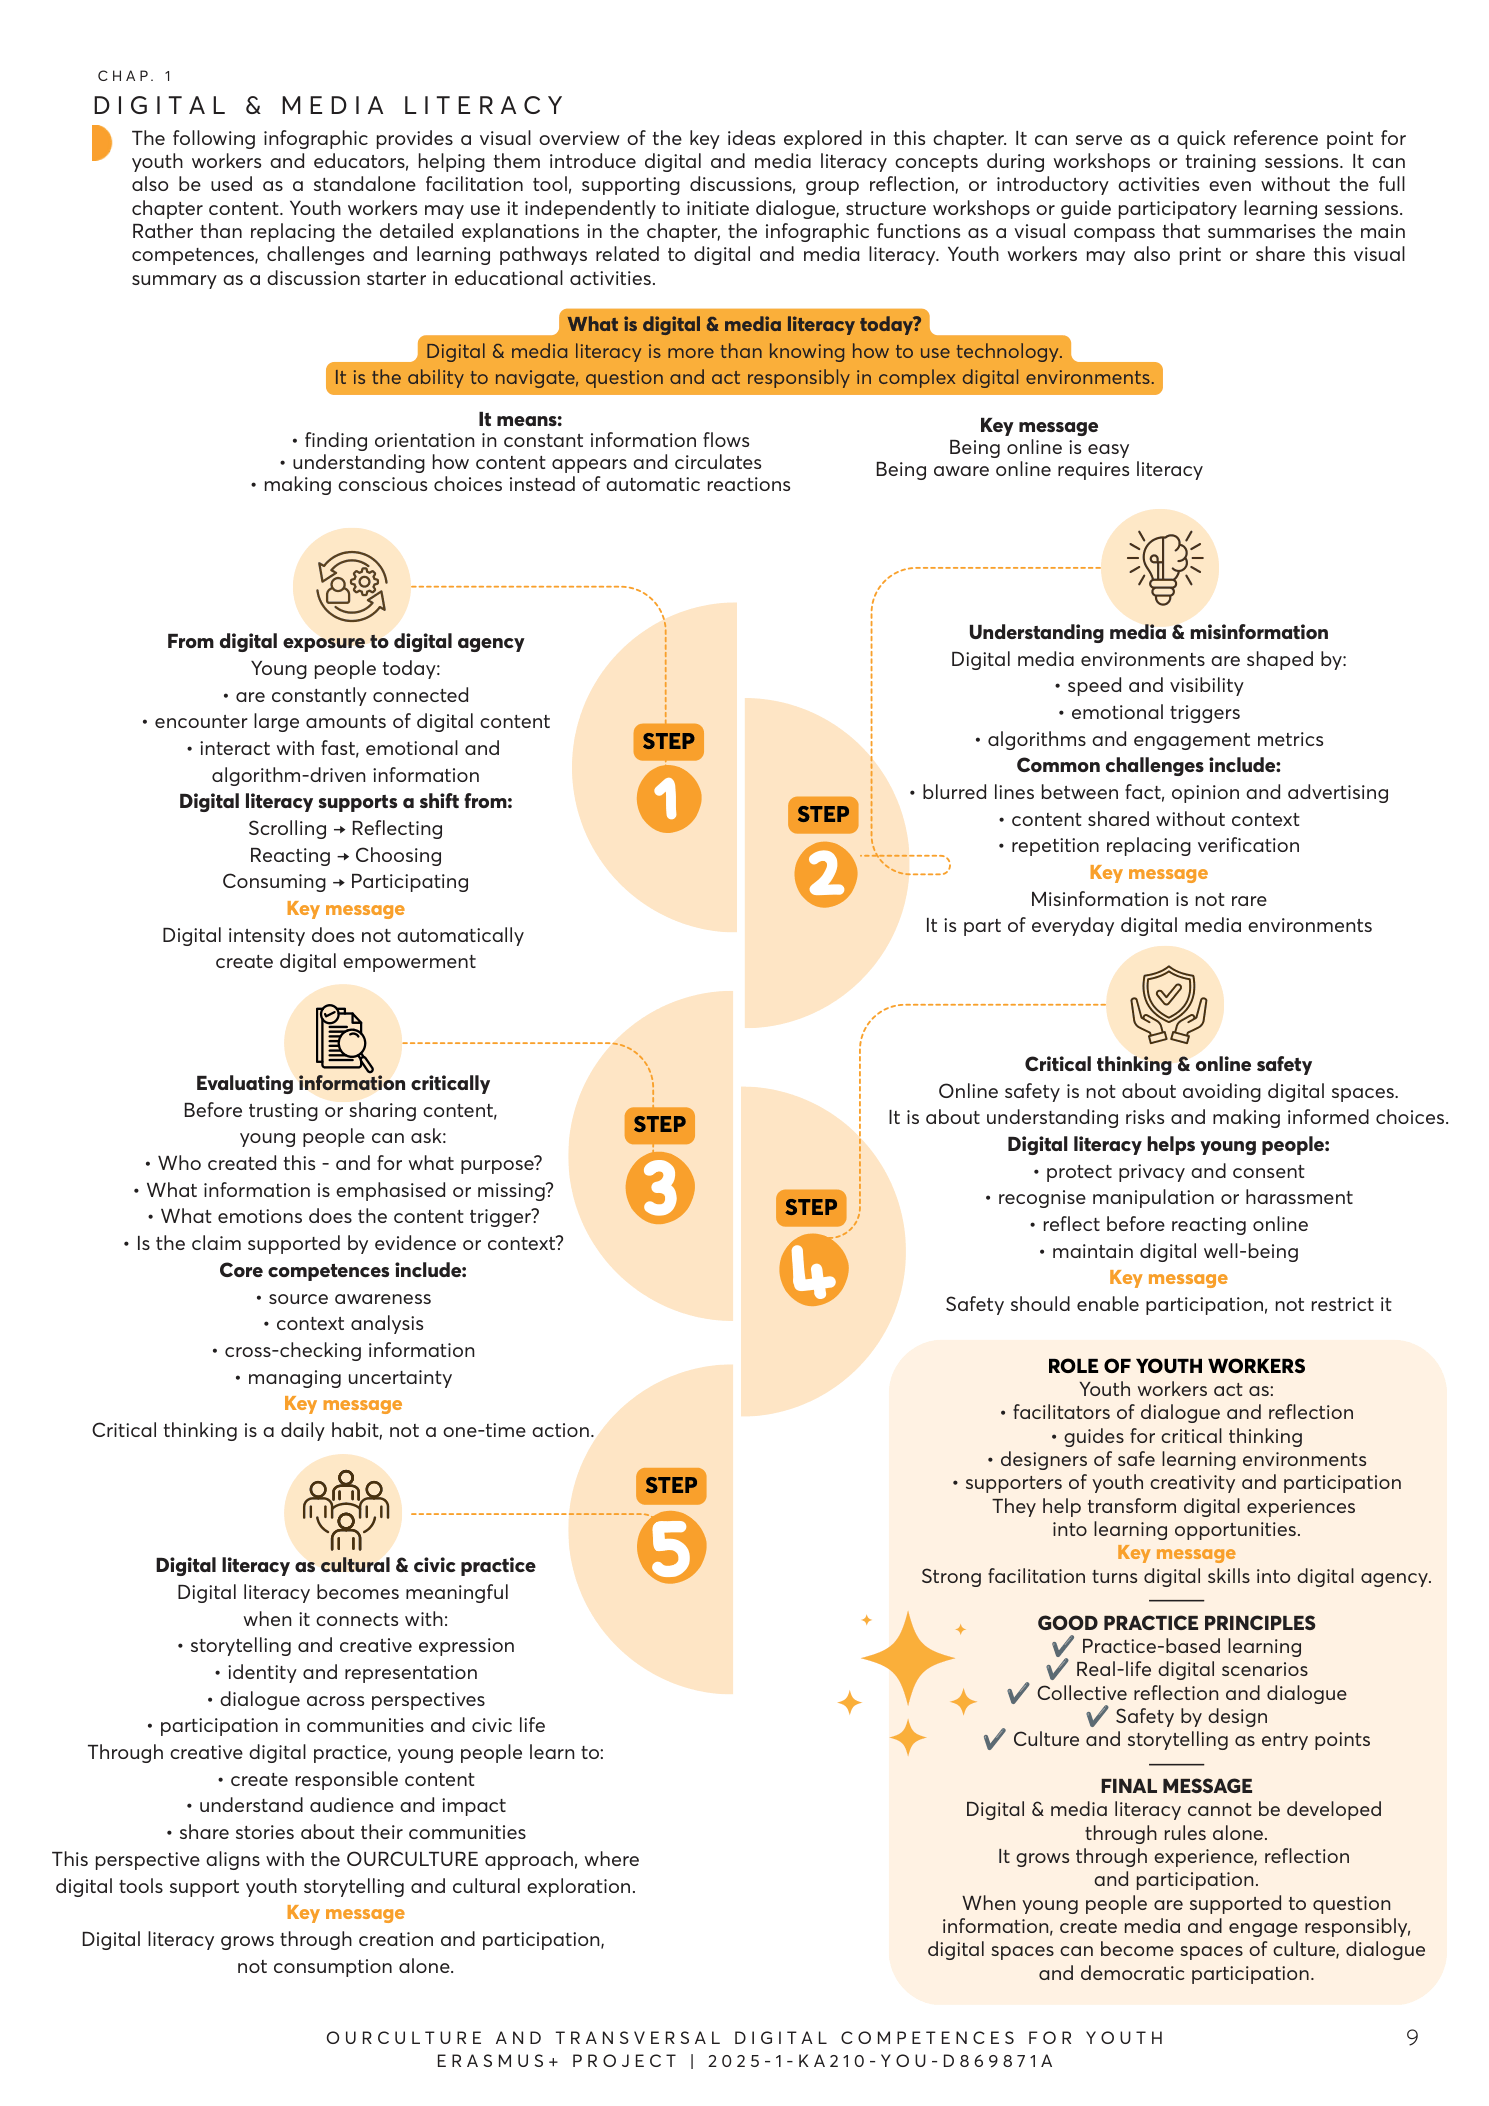 CHAP. 1
DIGITAL & MEDIA LITERACY
The following infographic provides a visual overview of the key ideas explored in this chapter. It can serve as a quick reference point for
youth workers and educators, helping them introduce digital and media literacy concepts during workshops or training sessions. It can
also be used as a standalone facilitation tool, supporting discussions, group reflection, or introductory activities even without the full
chapter content. Youth workers may use it independently to initiate dialogue, structure workshops or guide participatory learning sessions.
Rather than replacing the detailed explanations in the chapter, the infographic functions as a visual compass that summarises the main
competences, challenges and learning pathways related to digital and media literacy. Youth workers may also print or share this visual
summary as a discussion starter in educational activities.
What is digital & media literacy today?
Digital & media literacy is more than knowing how to use technology.
It is the ability to navigate, question and act responsibly in complex digital environments.
It means:
• finding orientation in constant information flows
• understanding how content appears and circulates
• making conscious choices instead of automatic reactions
Key message
Being online is easy
Being aware online requires literacy
From digital exposure to digital agency
Young people today:
• are constantly connected
• encounter large amounts of digital content
• interact with fast, emotional and
algorithm-driven information
Digital literacy supports a shift from:
Scrolling → Reflecting
Reacting → Choosing
Consuming → Participating
Key message
Digital intensity does not automatically
create digital empowerment
STEP
1
Understanding media & misinformation
Digital media environments are shaped by:
• speed and visibility
• emotional triggers
• algorithms and engagement metrics
Common challenges include:
• blurred lines between fact, opinion and advertising
• content shared without context
• repetition replacing verification
Key message
Misinformation is not rare
It is part of everyday digital media environments
STEP
2
Evaluating information critically
Before trusting or sharing content,
young people can ask:
• Who created this - and for what purpose?
• What information is emphasised or missing?
• What emotions does the content trigger?
• Is the claim supported by evidence or context?
Core competences include:
• source awareness
• context analysis
• cross-checking information
• managing uncertainty
Key message
Critical thinking is a daily habit, not a one-time action.
STEP
3
Critical thinking & online safety
Online safety is not about avoiding digital spaces.
It is about understanding risks and making informed choices.
Digital literacy helps young people:
• protect privacy and consent
• recognise manipulation or harassment
• reflect before reacting online
• maintain digital well-being
Key message
Safety should enable participation, not restrict it
STEP
4
Digital literacy as cultural & civic practice
Digital literacy becomes meaningful
when it connects with:
• storytelling and creative expression
• identity and representation
• dialogue across perspectives
• participation in communities and civic life
Through creative digital practice, young people learn to:
• create responsible content
• understand audience and impact
• share stories about their communities
This perspective aligns with the OURCULTURE approach, where
digital tools support youth storytelling and cultural exploration.
Key message
Digital literacy grows through creation and participation,
not consumption alone.
STEP
5
ROLE OF YOUTH WORKERS
Youth workers act as:
• facilitators of dialogue and reflection
• guides for critical thinking
• designers of safe learning environments
• supporters of youth creativity and participation
They help transform digital experiences
into learning opportunities.
Key message
Strong facilitation turns digital skills into digital agency.
GOOD PRACTICE PRINCIPLES
✔ Practice-based learning
✔ Real-life digital scenarios
✔ Collective reflection and dialogue
✔ Safety by design
✔ Culture and storytelling as entry points
FINAL MESSAGE
Digital & media literacy cannot be developed
through rules alone.
It grows through experience, reflection
and participation.
When young people are supported to question
information, create media and engage responsibly,
digital spaces can become spaces of culture, dialogue
and democratic participation.
OURCULTURE AND TRANSVERSAL DIGITAL COMPETENCES FOR YOUTH
ERASMUS+ PROJECT | 2025-1-KA210-YOU-D869871A
9